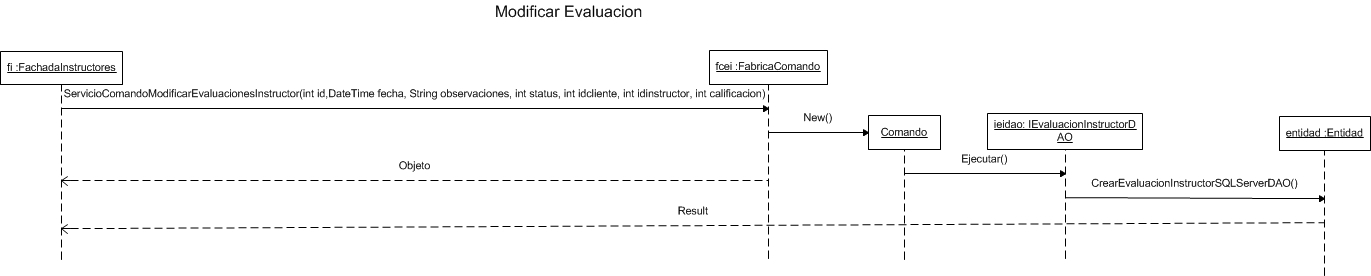 Modificar Evaluacion
fi :FachadaInstructores
fcei :FabricaComando
ServicioComandoModificarEvaluacionesInstructor(int id,DateTime fecha, String observaciones, int status, int idcliente, int idinstructor, int calificacion)
New()
Comando
ieidao: IEvaluacionInstructorD
AO
entidad :Entidad
Objeto
Ejecutar()
CrearEvaluacionInstructorSQLServerDAO()
Result